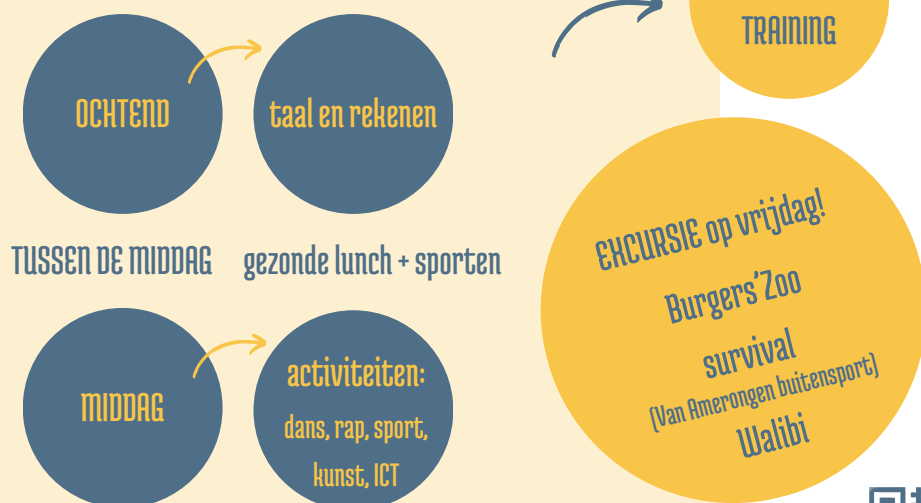 TRAINING
OCHTEND
taal en rekenen
TUSSEN DE MIDDAG
gezonde lunch + sporten
MIDDAG
activiteiten:
dans, rap, sport,
kunst, ICT
EXCURSIE op vrijdag!
Burgers'Zoo
survival
(Van Amerongen buitensport)
Walibi